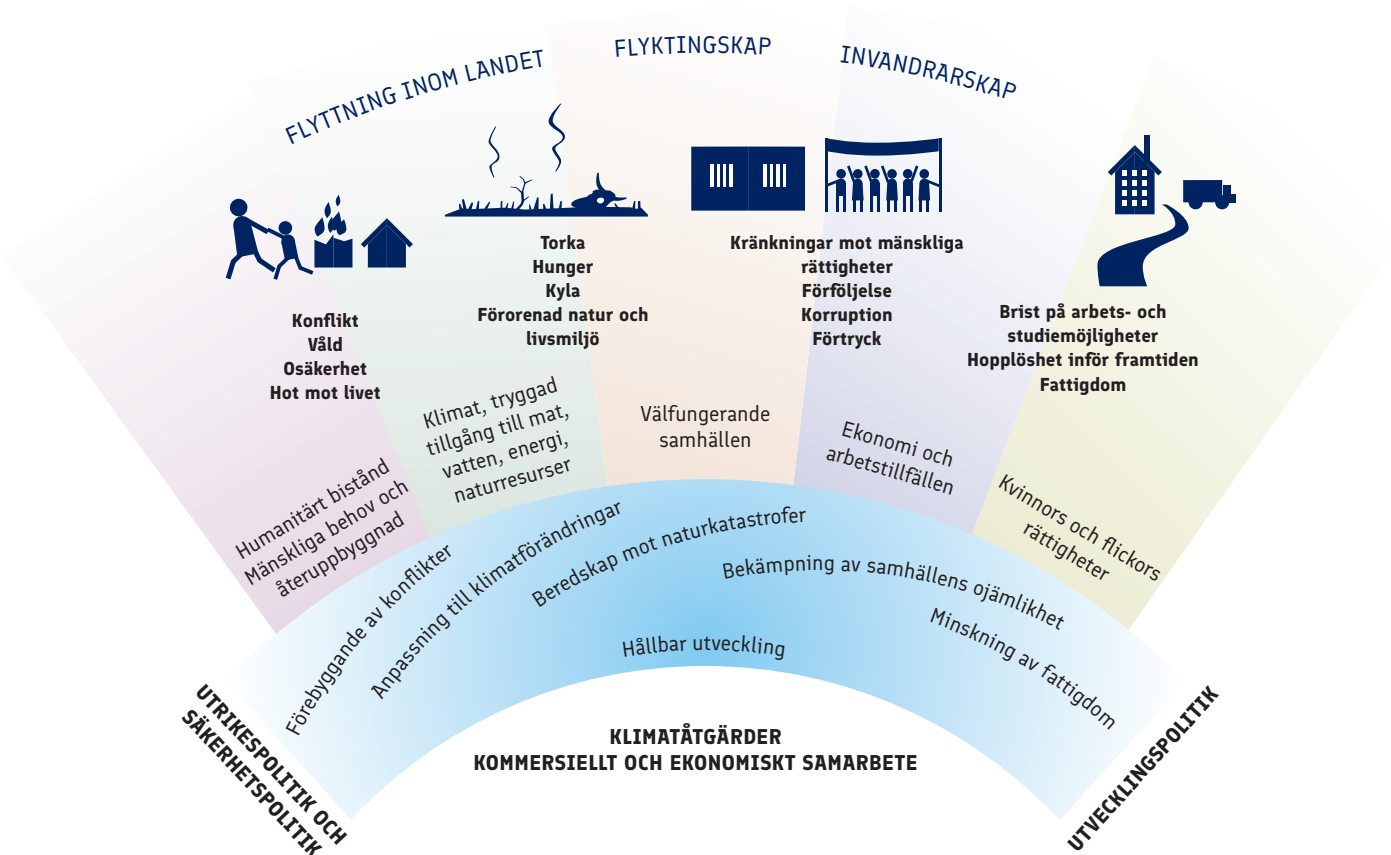 FLYTTNING INOM LANDET
FLYKTINGSKAP
INVANDRARSKAP
Konflikt
Våld
Osäkerhet
Hot mot livet
Torka
Hunger
Kyla
Förorenad natur och
livsmiljö
Kränkningar mot mänskliga
rättigheter
Förföljelse
Korruption
Förtryck
Brist på arbets- och
studiemöjligheter
Hopplöshet inför framtiden
Fattigdom
Humanitärt bistånd
Mänskliga behov och
återuppbyggnad
Klimat, tryggad
tillgång till mat,
vatten, energi,
naturresurser
Välfungerande
samhällen
Ekonomi och
arbetstillfällen
Kvinnors och flickors
rättigheter
Förebyggande av konflikter
Anpassning till klimatförändringar
Beredskap mot naturkatastrofer
Bekämpning av samhällens ojämlikhet
Minskning av fattigdom
Hållbar utveckling
UTRIKESPOLITIK OCH
SÄKERHETSPOLITIK
KLIMATÅTGÄRDER
KOMMERSIELLT OCH EKONOMISKT SAMARBETE
UTVECKLINGSPOLITIK